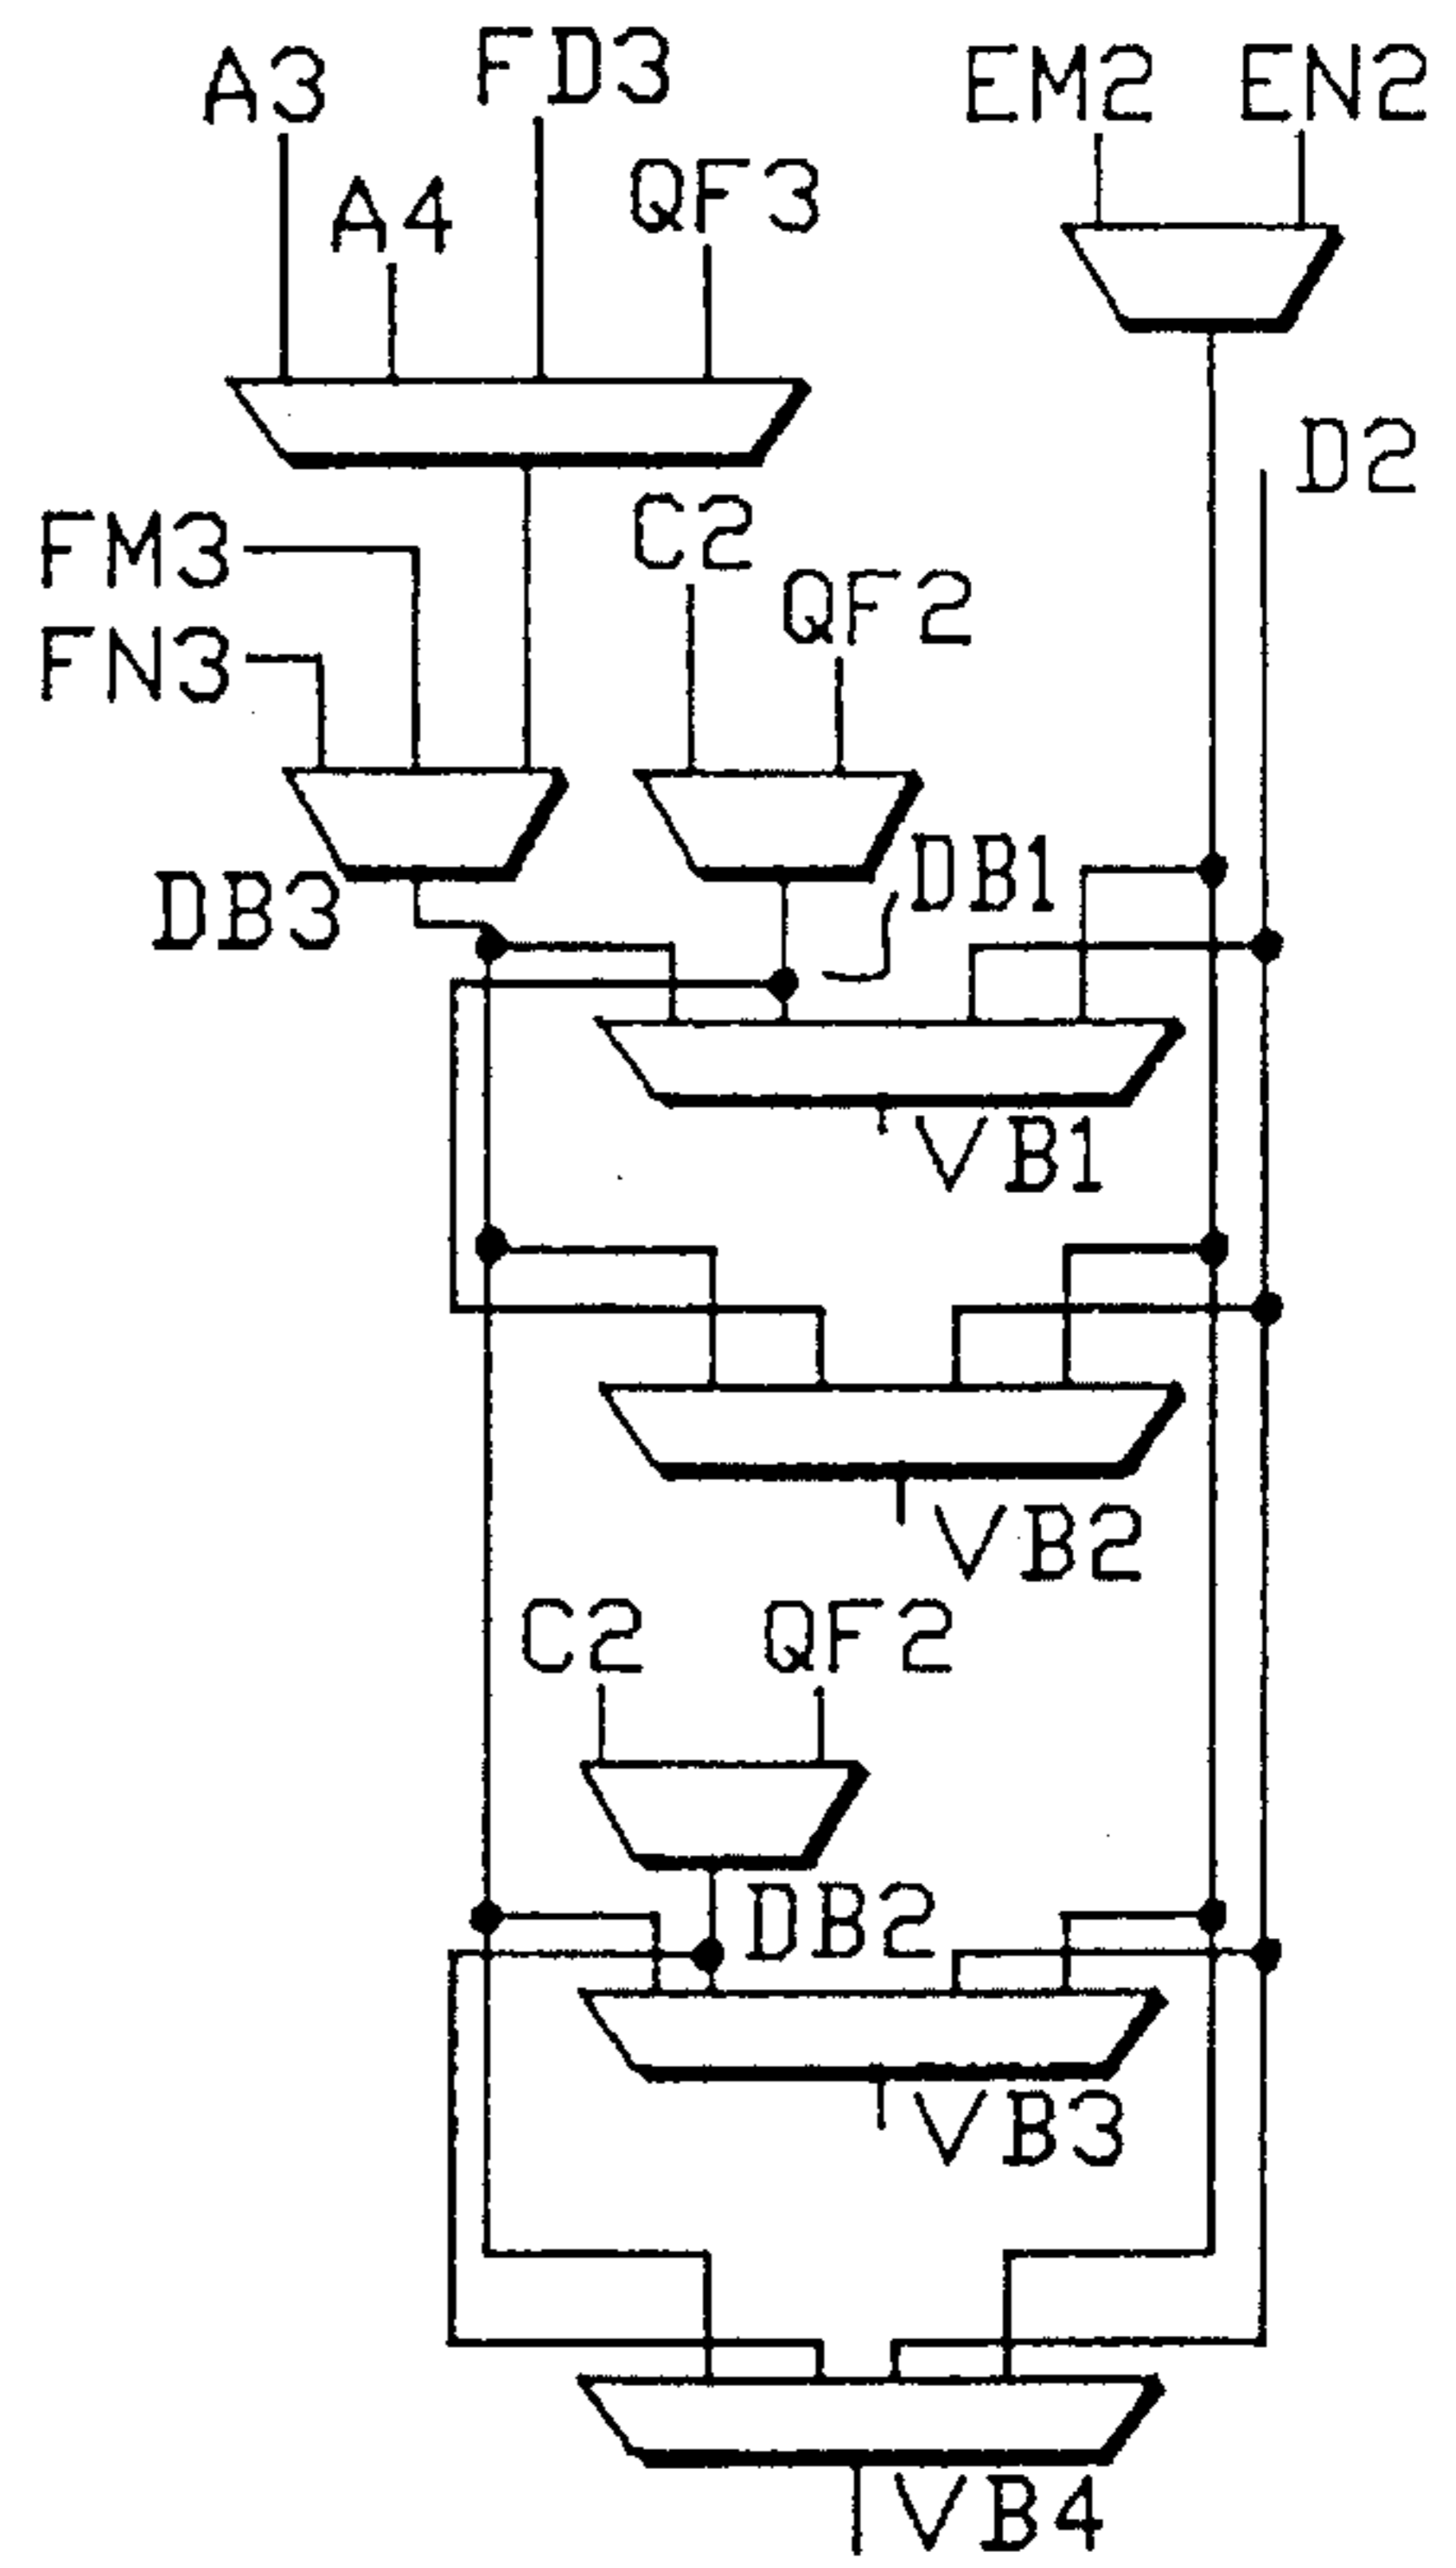 A3
FD3
EM2
EN2
A4
QF3
D2
FM3
C2
QF2
FN3
DB3
DB1
VB1
VB2
C2
QF2
DB2
VB3
VB4